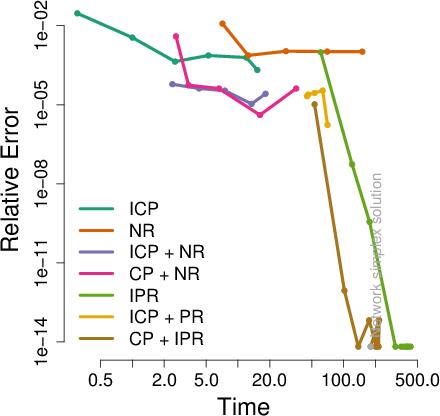 1e-02
1e-05
1e-08
1e-11
1e-14
Relative Error
ICP
NR
ICP + NR
CP + NR
IPR
ICP + PR
CP + IPR
network simplex solution
0.5 2.0 5.0 20.0 100.0 500.0
Time